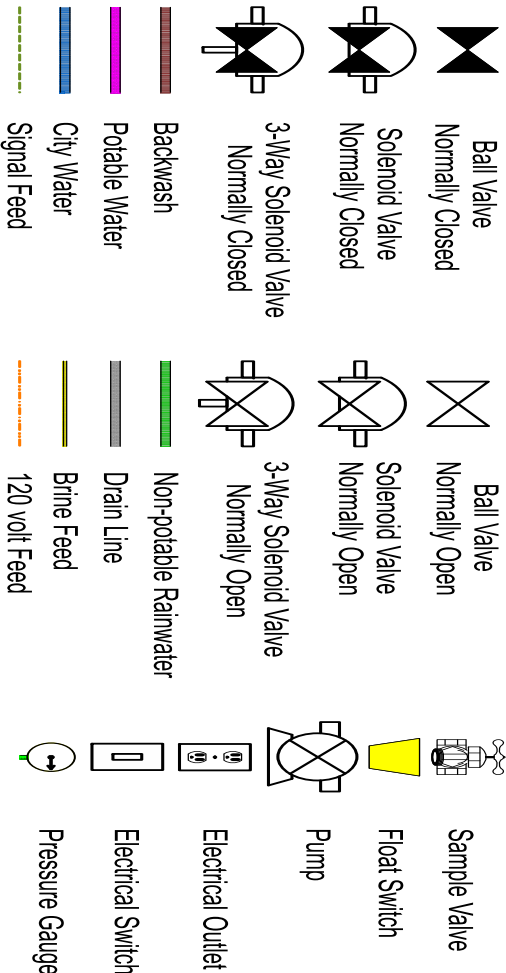 Ball Valve
Normally Closed
Solenoid Valve
Normally Closed
3-Way Solenoid Valve
Normally Closed
Backwash
Potable Water
City Water
Signal Feed
Ball Valve
Normally Open
Solenoid Valve
Normally Open
3-Way Solenoid Valve
Normally Open
Non-potable Rainwater
Drain Line
Brine Feed
120 volt Feed
Sample Valve
Float Switch
Pump
Electrical Outlet
Electrical Switch
Pressure Gauge